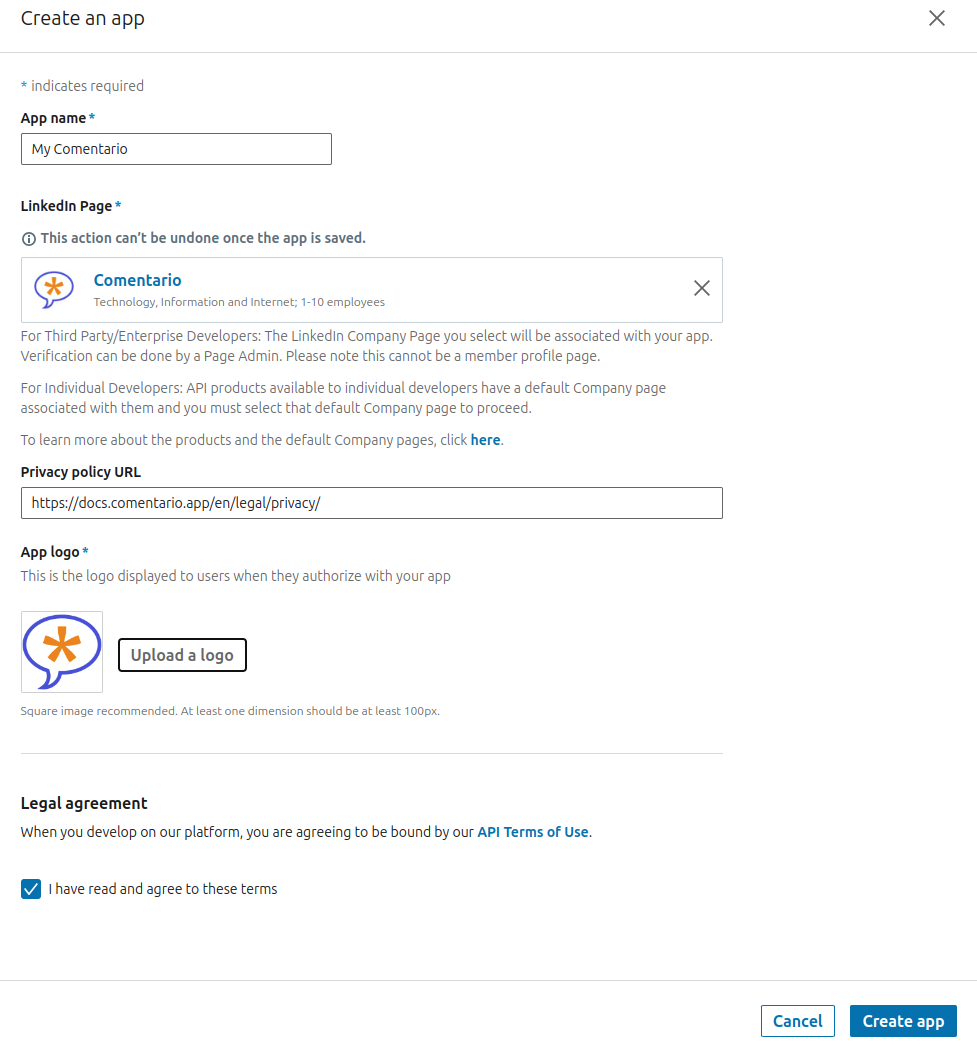 Create an app
* indicates required
App name *
My Comentario
LinkedIn Page *
This action can't be undone once the app is saved.
Comentario
Technology, Information and Internet; 1-10 employees
For Third Party/Enterprise Developers: The LinkedIn Company Page you select will be associated with your app.
Verification can be done by a Page Admin. Please note this cannot be a member profile page.
For Individual Developers: API products available to individual developers have a default Company page
associated with them and you must select that default Company page to proceed.
To learn more about the products and the default Company pages, click here.
Privacy policy URL
https://docs.comentario.app/en/legal/privacy/
App logo *
This is the logo displayed to users when they authorize with your app
Upload a logo
Square image recommended. At least one dimension should be at least 100px.
Legal agreement
When you develop on our platform, you are agreeing to be bound by our API Terms of Use.
I have read and agree to these terms
Cancel Create app